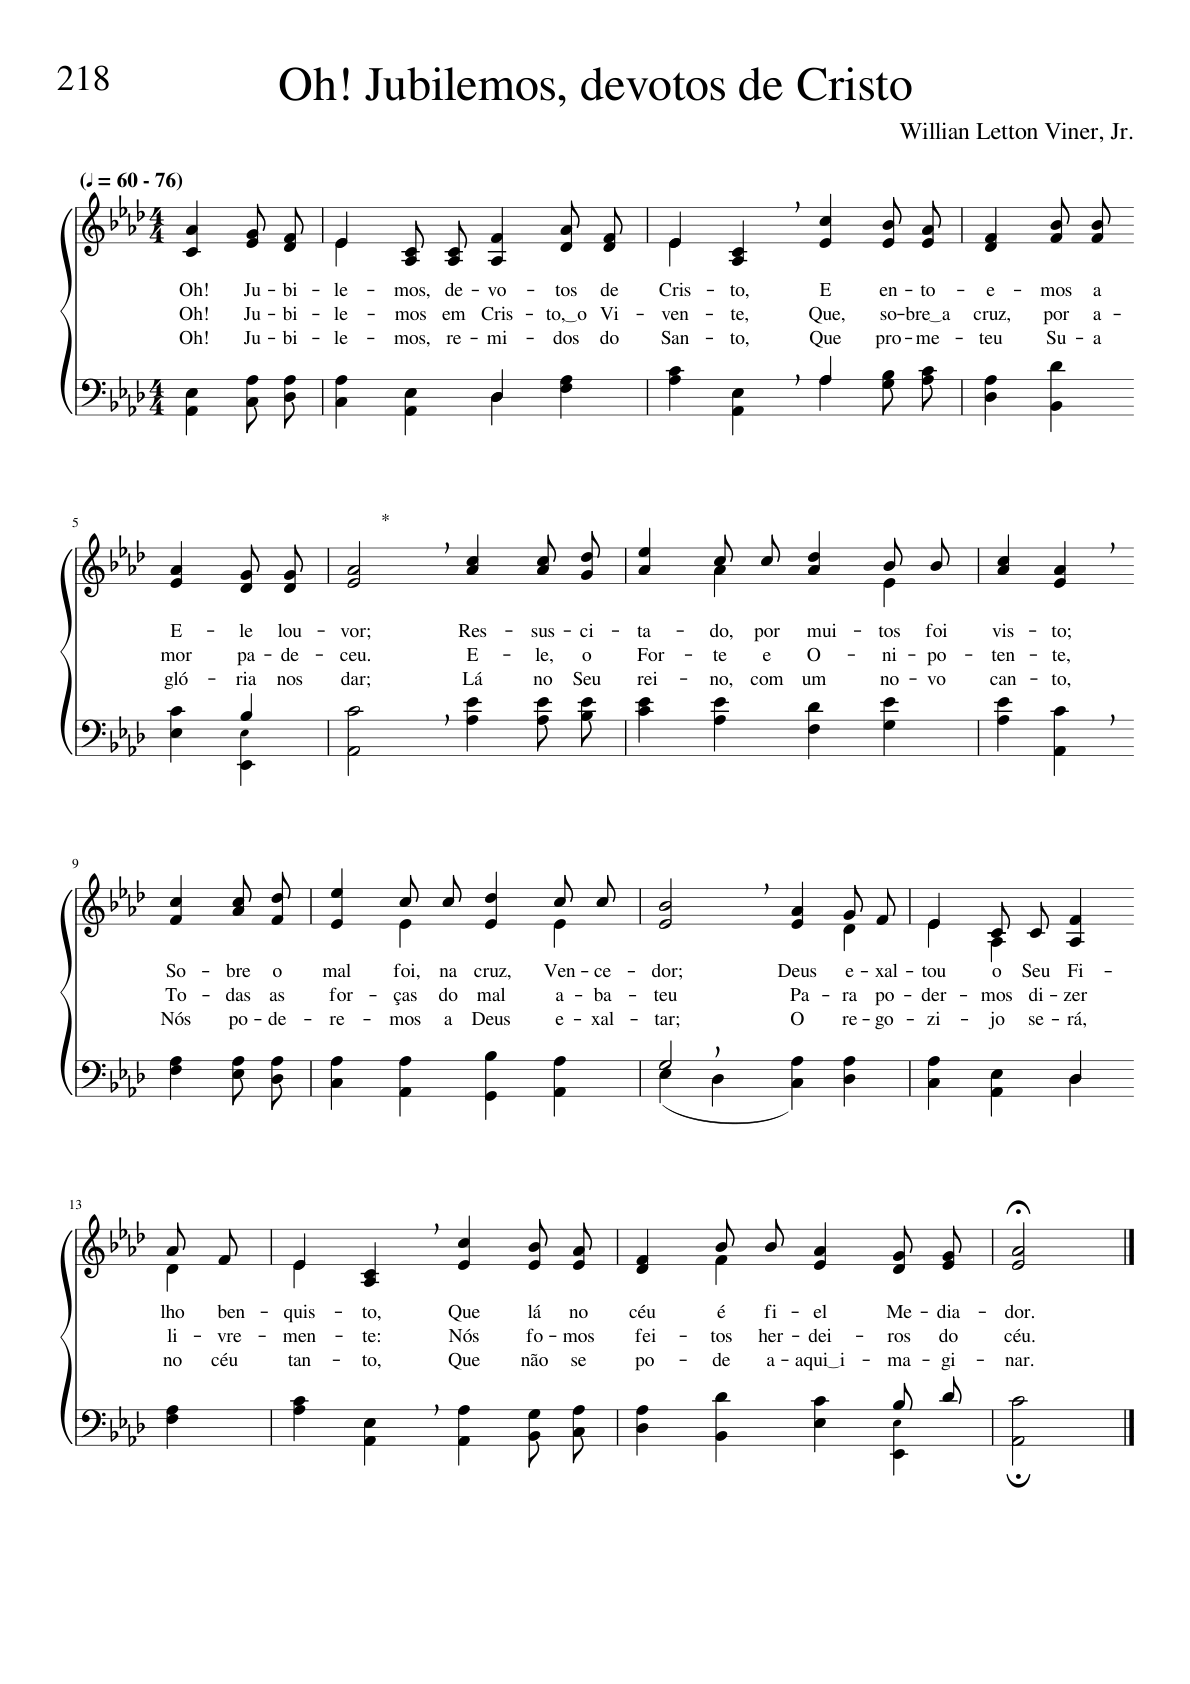 218
Oh! Jubilemos, devotos de Cristo
Willian Letton Viner, Jr.
(♩ = 60 - 76)
Oh! Ju – bi – le – mos, de – vo – tos de Cris – to, E en – to – e – mos a
Oh! Ju – bi – le – mos em Cris – to,‿o Vi – ven – te, Que, so – bre‿a cruz, por a –
Oh! Ju – bi – le – mos, re – mi – dos do San – to, Que pro – me – teu Su – a
5
*
E – le lou – vor; Res – sus – ci – ta – do, por mui – tos foi vis – to;
mor pa – de – ceu. E – le, o For – te e O – ni – po – ten – te,
gló – ria nos dar; Lá no Seu rei – no, com um no – vo can – to,
9
So – bre o mal foi, na cruz, Ven – ce – dor; Deus e – xal – tou o Seu Fi –
To – das as for – ças do mal a – ba – teu Pa – ra po – der – mos di – zer
Nós po – de – re – mos a Deus e – xal – tar; O re – go – zi – jo se – rá,
13
lho ben – quis – to, Que lá no céu é fi – el Me – dia – dor.
li – vre – men – te: Nós fo – mos fei – tos her – dei – ros do céu.
no céu tan – to, Que não se po – de a – aqui‿i – ma – gi – nar.